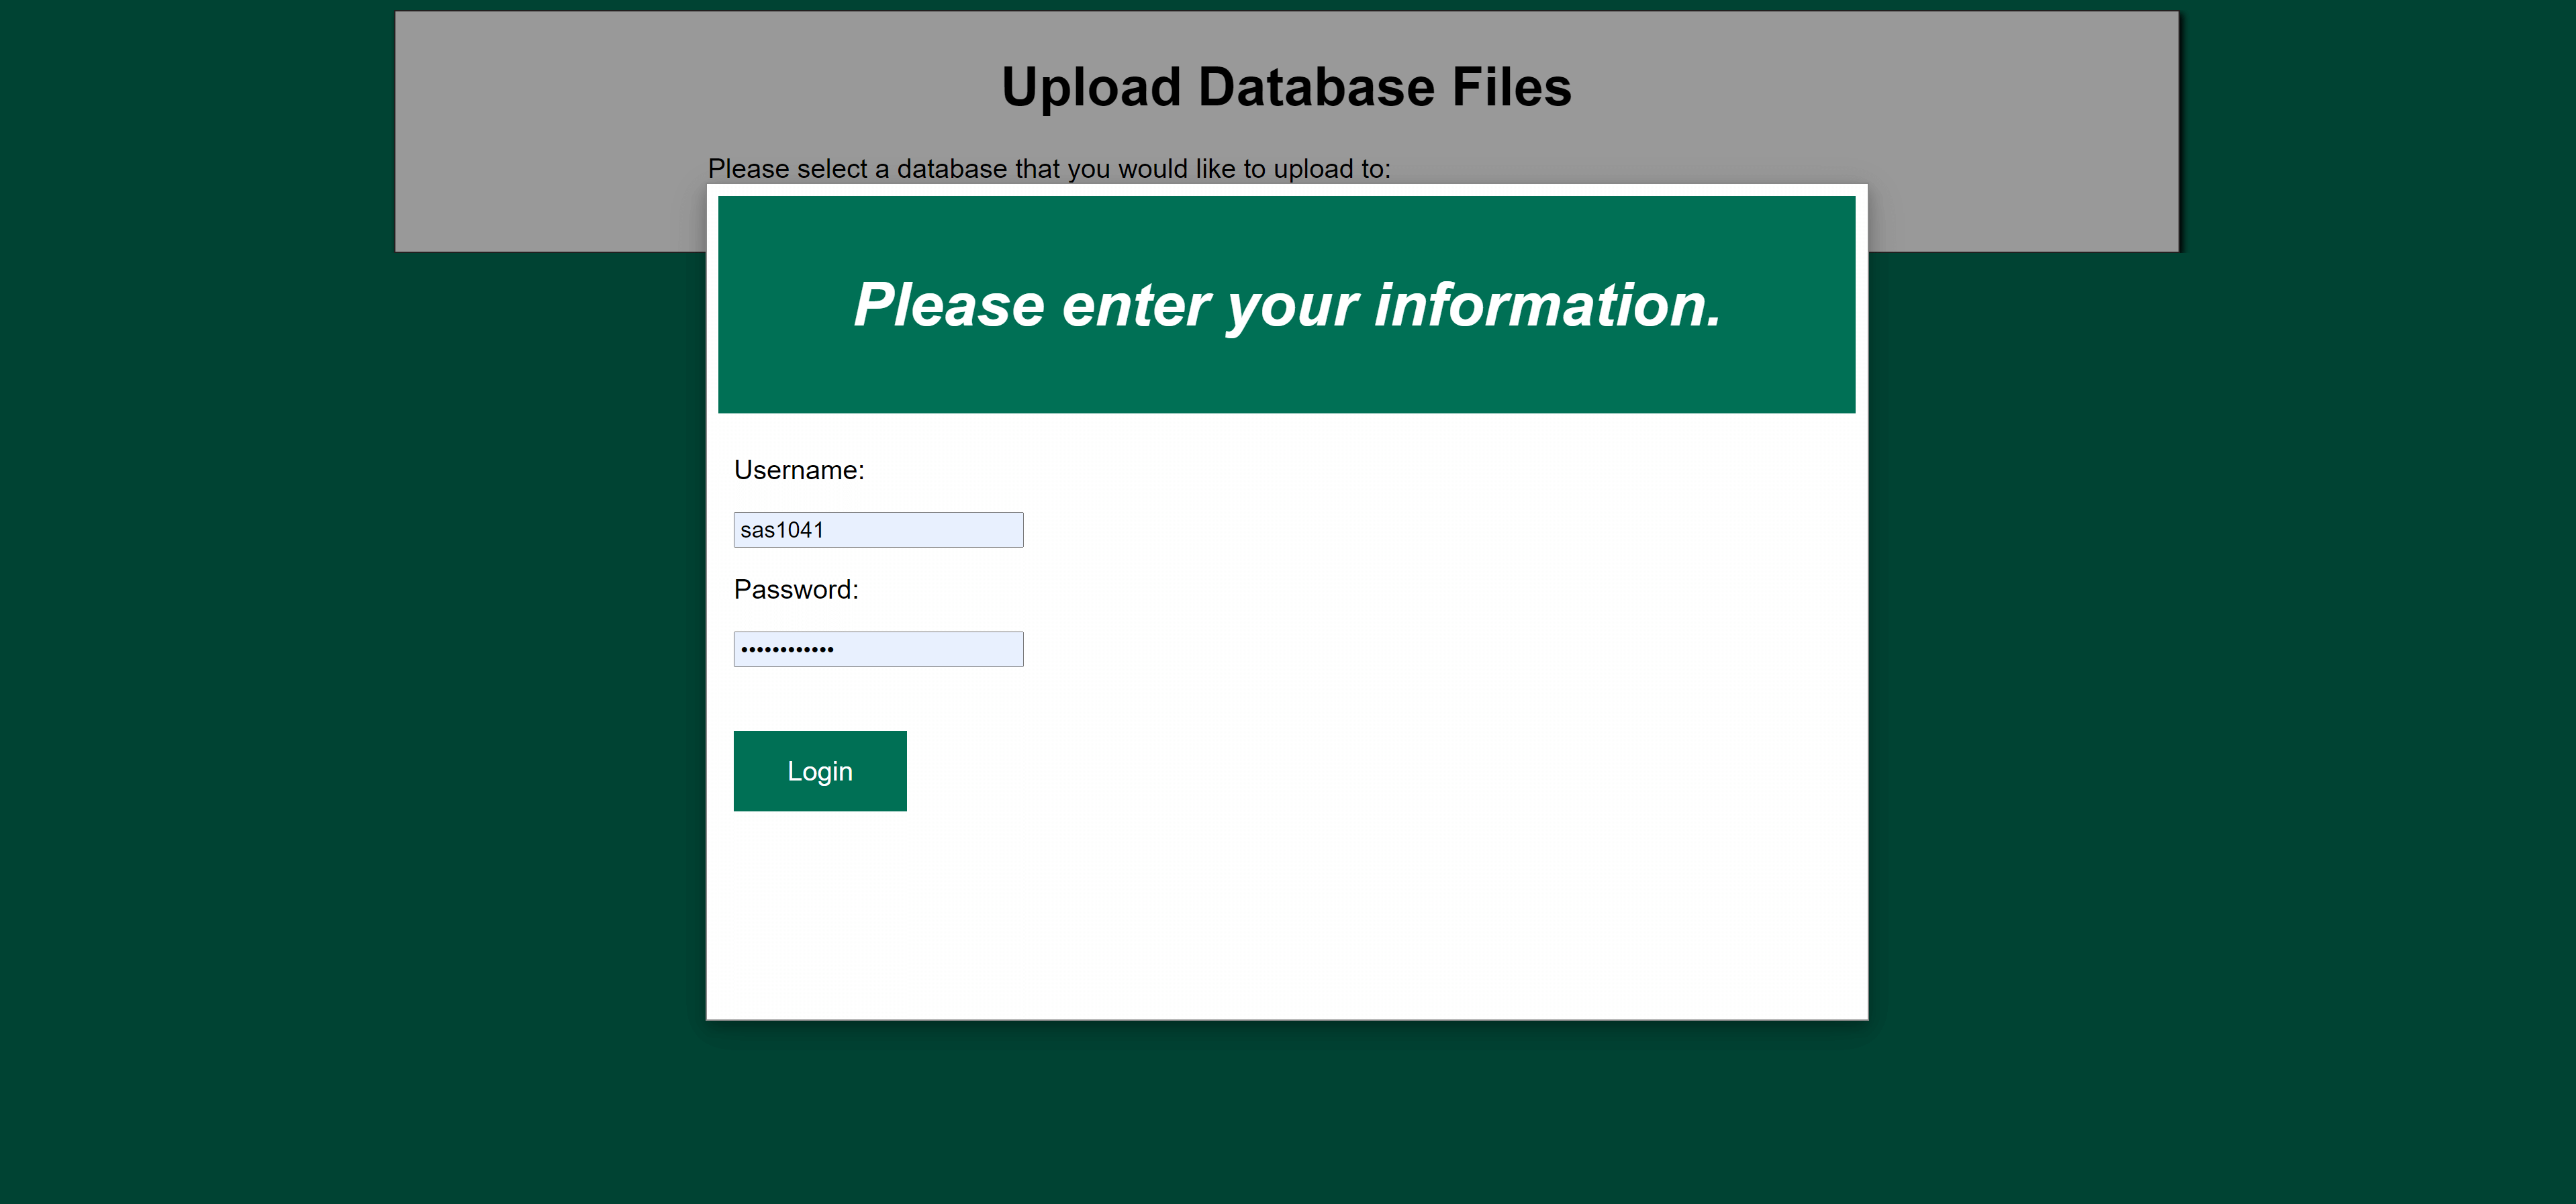 Upload Database Files
Please select a database that you would like to upload to:
Please enter your information.
Username:
sas1041
Password:
••••••••••••
Login